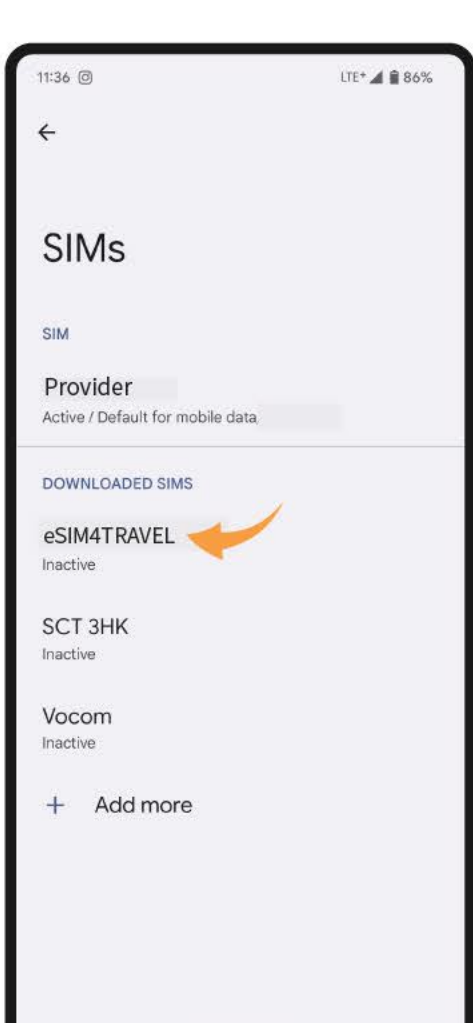 11:36 LTE+ 86%
SIMs
SIM
Provider
Active / Default for mobile data
DOWNLOADED SIMS
eSIM4TRAVEL
Inactive
SCT 3HK
Inactive
Vocom
Inactive
+ Add more